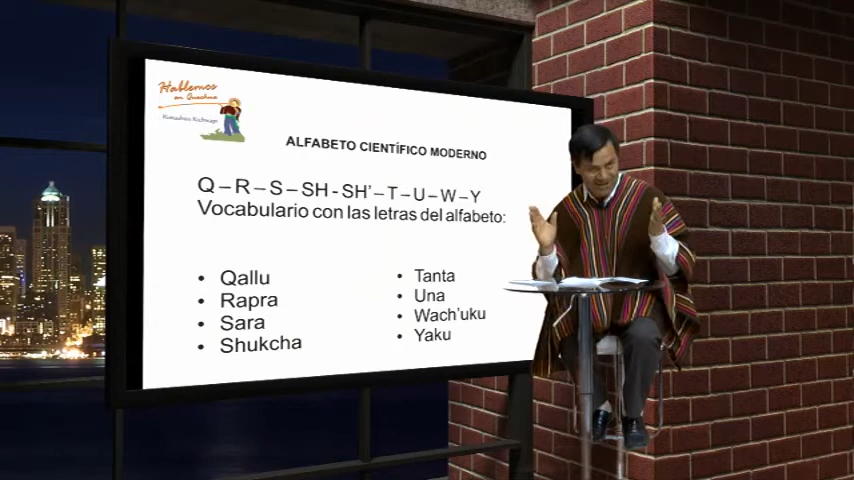 Hablemos
en Quechua
ALFABETO CIENTÍFICO MODERNO
Q – R – S – SH - SH’ – T – U – W – Y
Vocabulario con las letras del alfabeto:
• Qallu
• Rapra
• Sara
• Shukcha
• Tanta
• Una
• Wach’uku
• Yaku